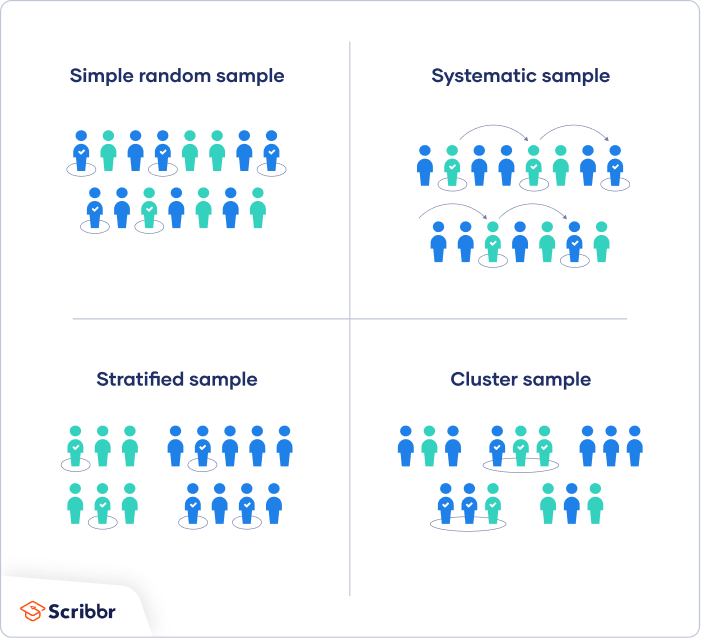 Simple random sample
Systematic sample
Stratified sample
Cluster sample
Scribbr